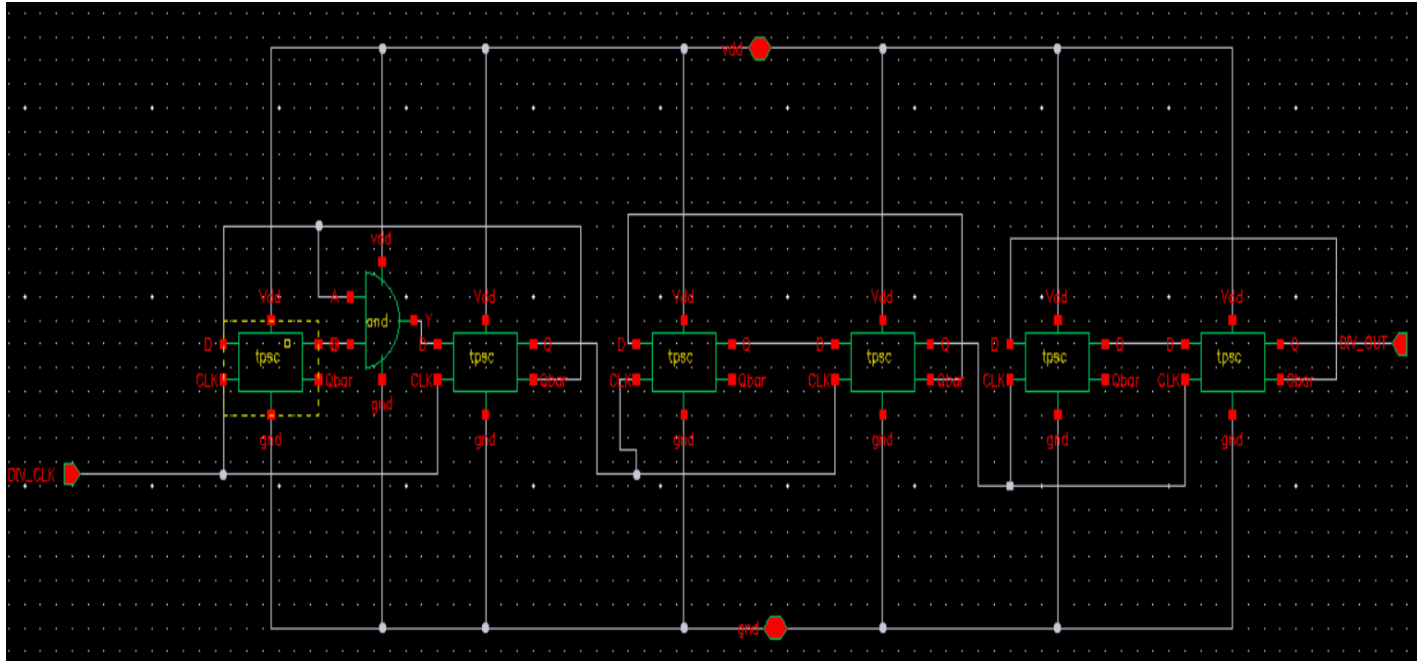 vdd
vdd
Vdd A Y Vdd Vdd Vdd Vdd Vdd
and
D tpsc D Q D Q D Q D Q D Q DIV_OUT
tpsc tpsc tpsc tpsc tpsc
CLK Qbar CLK Qbar CLK Qbar CLK Qbar CLK Qbar CLK Qbar
gnd
gnd gnd gnd gnd gnd gnd
DIV_CLK
gnd